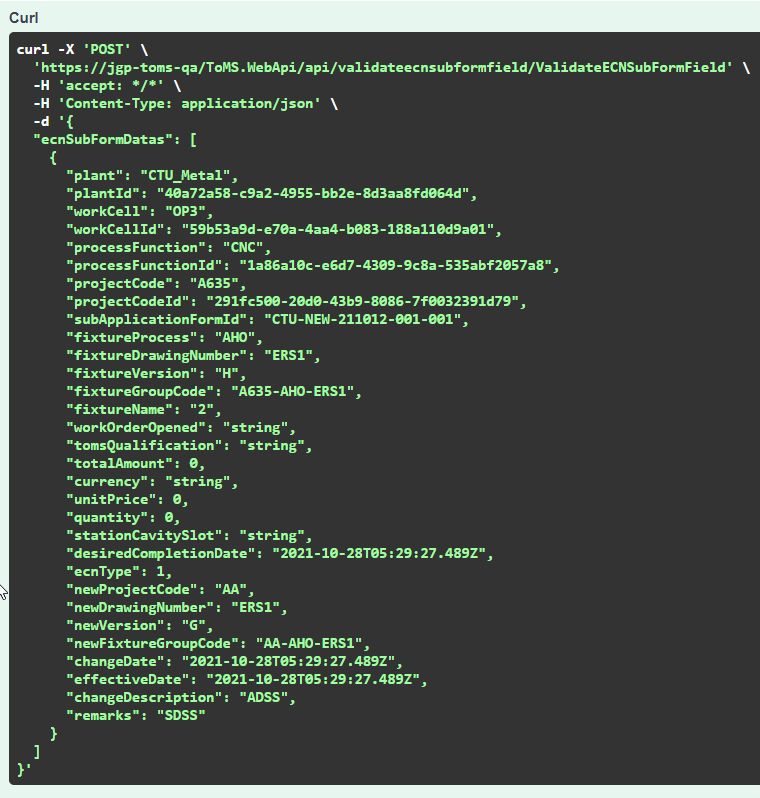 Curl
curl -X 'POST' \
  'https://jgp-toms-qa/ToMS.WebApi/api/validateecnsubformfield/ValidateECNSubFormField' \
  -H 'accept: */*' \
  -H 'Content-Type: application/json' \
  -d '{
  "ecnSubFormDatas": [
    {
      "plant": "CTU_Metal",
      "plantId": "40a72a58-c9a2-4955-bb2e-8d3aa8fd064d",
      "workCell": "OP3",
      "workCellId": "59b53a9d-e70a-4aa4-b083-188a110d9a01",
      "processFunction": "CNC",
      "processFunctionId": "1a86a10c-e6d7-4309-9c8a-535abf2057a8",
      "projectCode": "A635",
      "projectCodeId": "291fc500-20d0-43b9-8086-7f0032391d79",
      "subApplicationFormId": "CTU-NEW-211012-001-001",
      "fixtureProcess": "AHO",
      "fixtureDrawingNumber": "ERS1",
      "fixtureVersion": "H",
      "fixtureGroupCode": "A635-AHO-ERS1",
      "fixtureName": "2",
      "workOrderOpened": "string",
      "tomsQualification": "string",
      "totalAmount": 0,
      "currency": "string",
      "unitPrice": 0,
      "quantity": 0,
      "stationCavitySlot": "string",
      "desiredCompletionDate": "2021-10-28T05:29:27.489Z",
      "ecnType": 1,
      "newProjectCode": "AA",
      "newDrawingNumber": "ERS1",
      "newVersion": "G",
      "newFixtureGroupCode": "AA-AHO-ERS1",
      "changeDate": "2021-10-28T05:29:27.489Z",
      "effectiveDate": "2021-10-28T05:29:27.489Z",
      "changeDescription": "ADSS",
      "remarks": "SDSS"
    }
  ]
}'